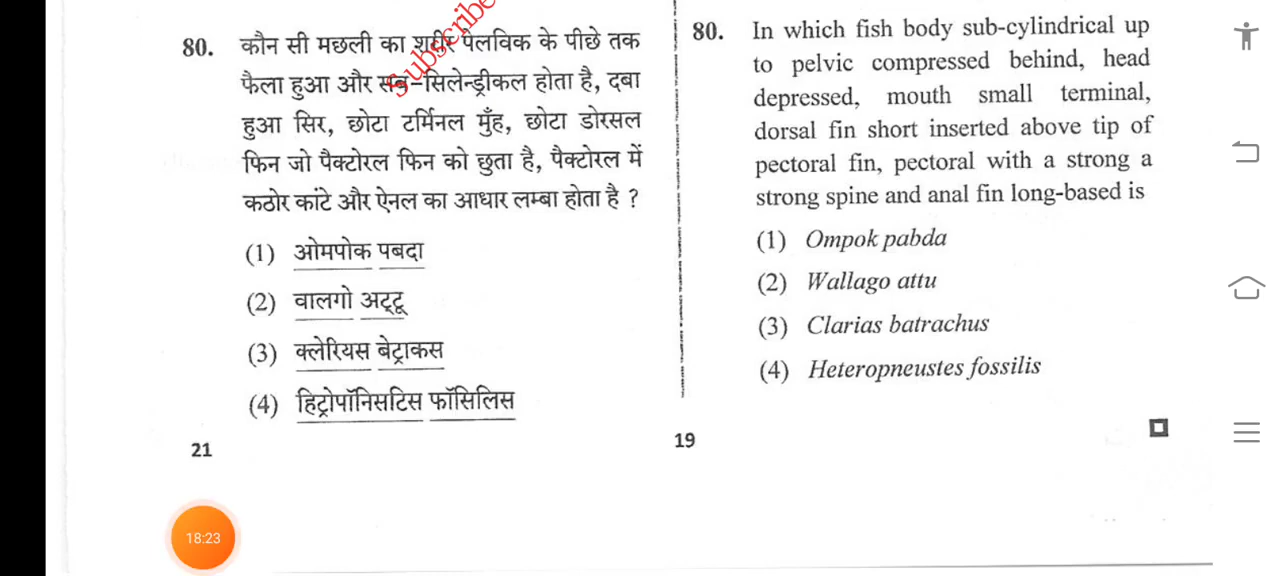 80. कौन सी मछली का शरीर पेलविक के पीछे तक
फैला हुआ और सब-सिलेन्ड्रीकल होता है, दबा
हुआ सिर, छोटा टर्मिनल मुँह, छोटा डोरसल
फिन जो पैक्टोरल फिन को छुता है, पैक्टोरल में
कठोर कांटे और ऐनल का आधार लम्बा होता है ?
(1) ओमपोक पबदा
(2) वालगो अट्टू
(3) क्लेरियस बेट्राकस
(4) हिट्रोपॉनिसटिस फॉसिलिस
21
Subscribe
80. In which fish body sub-cylindrical up
to pelvic compressed behind, head
depressed, mouth small terminal,
dorsal fin short inserted above tip of
pectoral fin, pectoral with a strong a
strong spine and anal fin long-based is
(1) Ompok pabda
(2) Wallago attu
(3) Clarias batrachus
(4) Heteropneustes fossilis
19
18:23